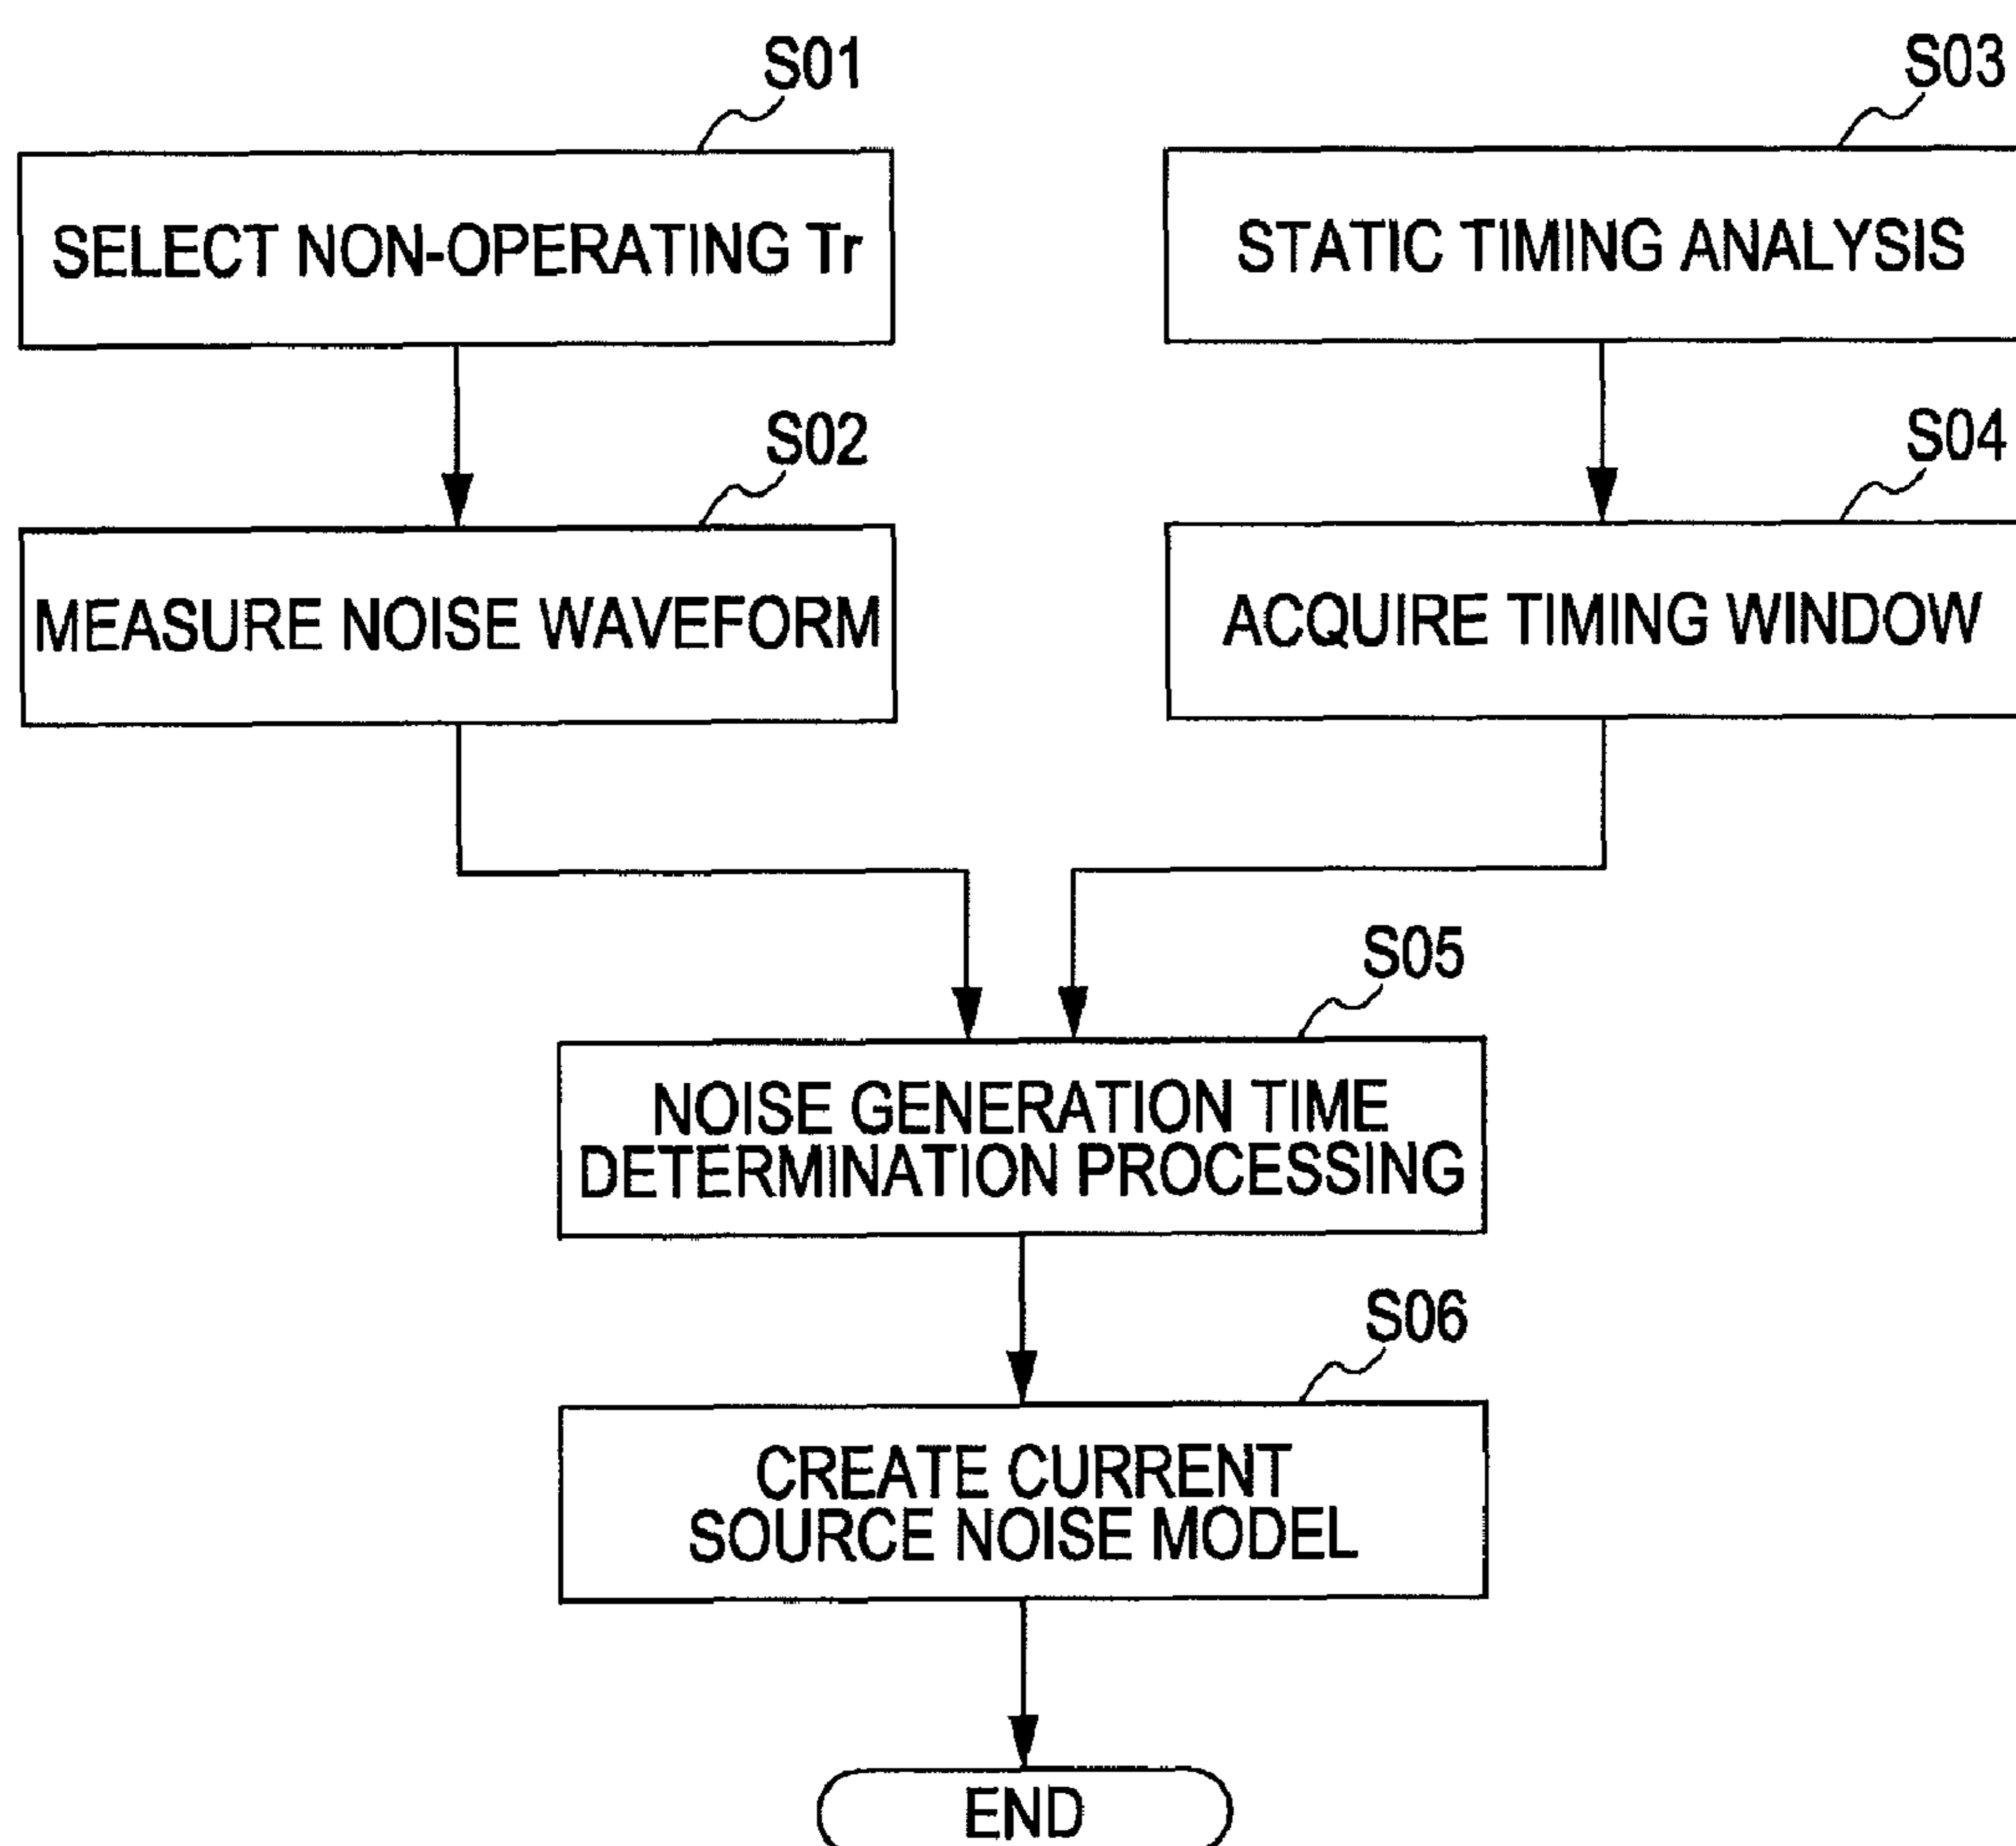 S01
SELECT NON-OPERATING Tr
S02
MEASURE NOISE WAVEFORM
S03
STATIC TIMING ANALYSIS
S04
ACQUIRE TIMING WINDOW
S05
NOISE GENERATION TIME
DETERMINATION PROCESSING
S06
CREATE CURRENT
SOURCE NOISE MODEL
END